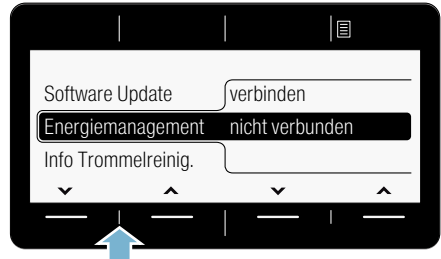 Software Update verbinden
Energiemanagement nicht verbunden
Info Trommelreinig.